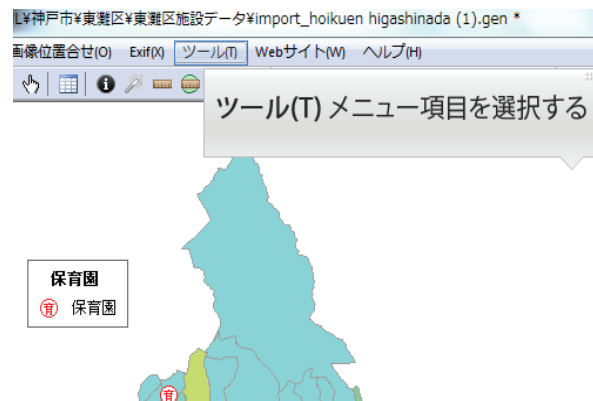 L¥神戸市¥東灘区¥東灘区施設データ¥import_hoikuen higashinada (1).gen *
画像位置合せ(O) Exif(X) ツール(T) Webサイト(W) ヘルプ(H)
ツール(T) メニュー項目を選択する
保育園
育 保育園
育